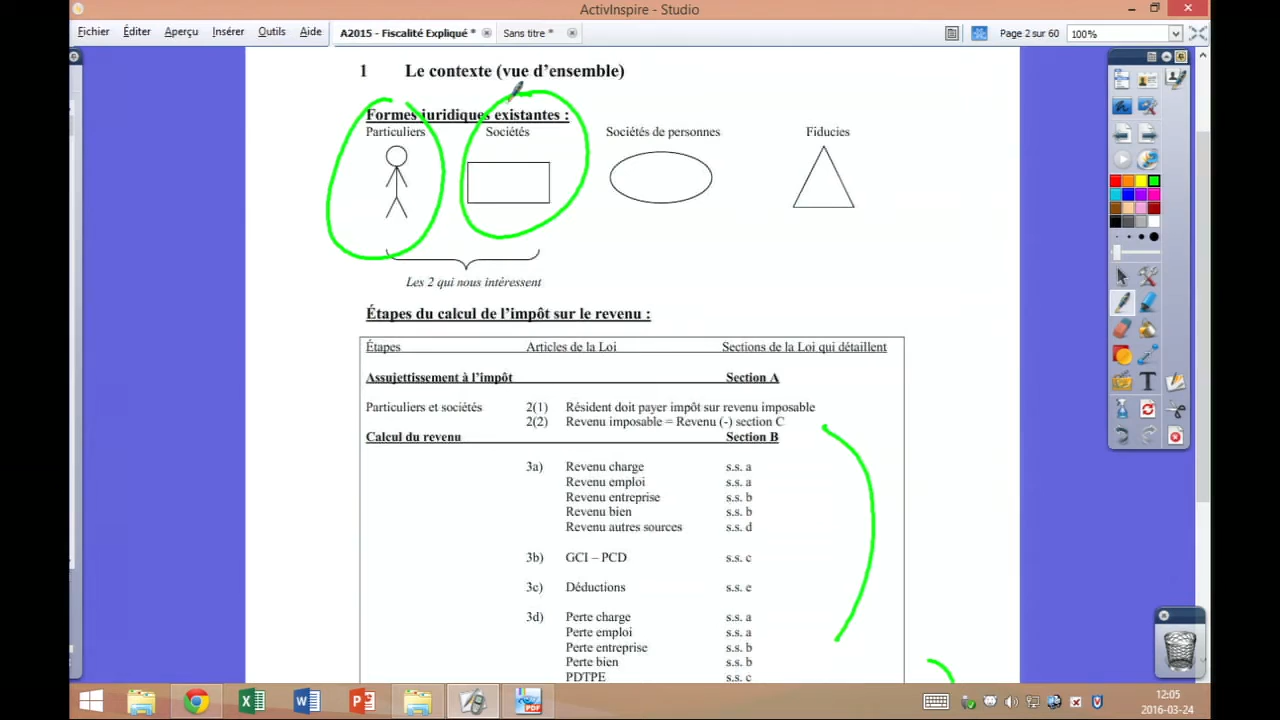 ActivInspire - Studio
Fichier Éditer Aperçu Insérer Outils Aide
A2015 - Fiscalité Expliqué * Sans titre *
Page 2 sur 60 100%
1 Le contexte (vue d'ensemble)
Formes juridiques existantes :
Particuliers Sociétés Sociétés de personnes Fiducies
Les 2 qui nous intéressent
Étapes du calcul de l'impôt sur le revenu :
Étapes Articles de la Loi Sections de la Loi qui détaillent
Assujettissement à l'impôt Section A
Particuliers et sociétés 2(1) Résident doit payer impôt sur revenu imposable
2(2) Revenu imposable = Revenu (-) section C
Calcul du revenu Section B
3a) Revenu charge s.s. a
Revenu emploi s.s. a
Revenu entreprise s.s. b
Revenu bien s.s. b
Revenu autres sources s.s. d
3b) GCI – PCD s.s. c
3c) Déductions s.s. e
3d) Perte charge s.s. a
Perte emploi s.s. a
Perte entreprise s.s. b
Perte bien s.s. b
PDTPE s.s. c
12:05
2016-03-24